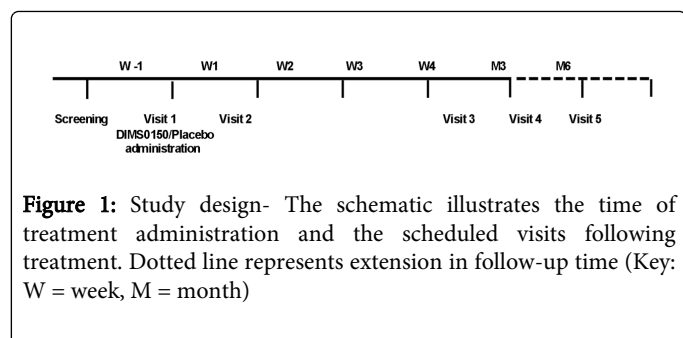 W -1 W1 W2 W3 W4 M3 M6
Screening Visit 1 Visit 2 Visit 3 Visit 4 Visit 5
DIMS0150/Placebo
administration
Figure 1: Study design- The schematic illustrates the time of
treatment administration and the scheduled visits following
treatment. Dotted line represents extension in follow-up time (Key:
W = week, M = month)